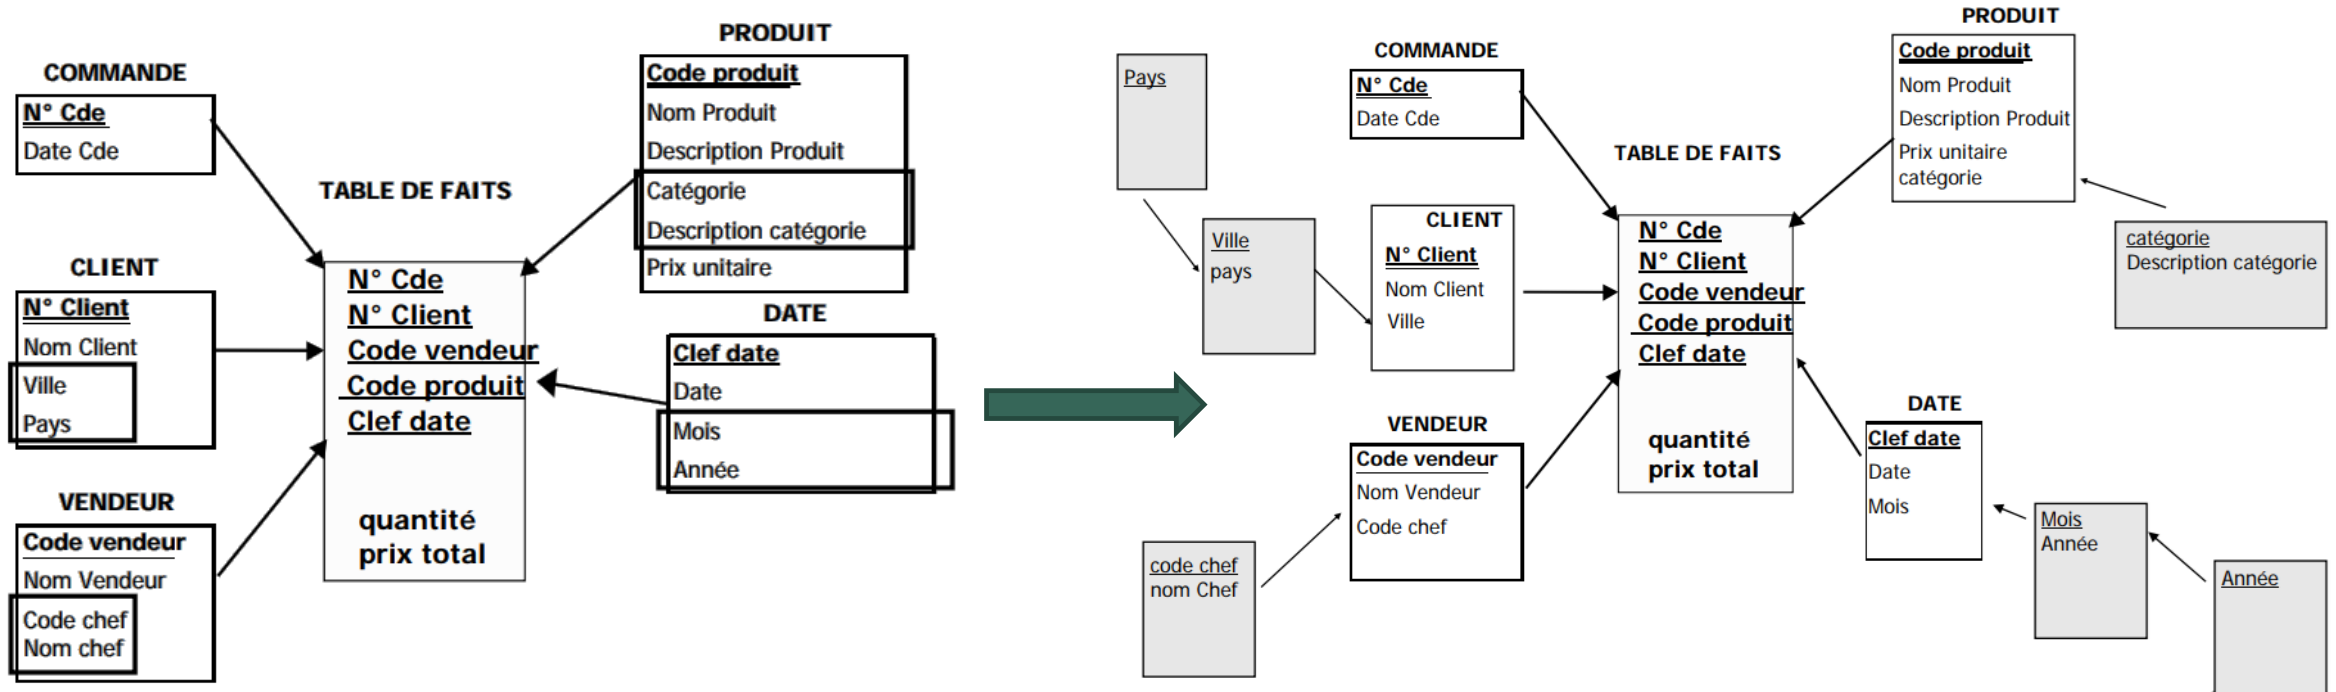 COMMANDE
N° Cde
Date Cde
CLIENT
N° Client
Nom Client
Ville
Pays
VENDEUR
Code vendeur
Nom Vendeur
Code chef
Nom chef
TABLE DE FAITS
N° Cde
N° Client
Code vendeur
Code produit
Clef date
quantité
prix total
PRODUIT
Code produit
Nom Produit
Description Produit
Catégorie
Description catégorie
Prix unitaire
DATE
Clef date
Date
Mois
Année
Pays
Ville
pays
COMMANDE
N° Cde
Date Cde
CLIENT
N° Client
Nom Client
Ville
VENDEUR
Code vendeur
Nom Vendeur
Code chef
code chef
nom Chef
TABLE DE FAITS
N° Cde
N° Client
Code vendeur
Code produit
Clef date
quantité
prix total
PRODUIT
Code produit
Nom Produit
Description Produit
Prix unitaire
catégorie
catégorie
Description catégorie
DATE
Clef date
Date
Mois
Mois
Année
Année